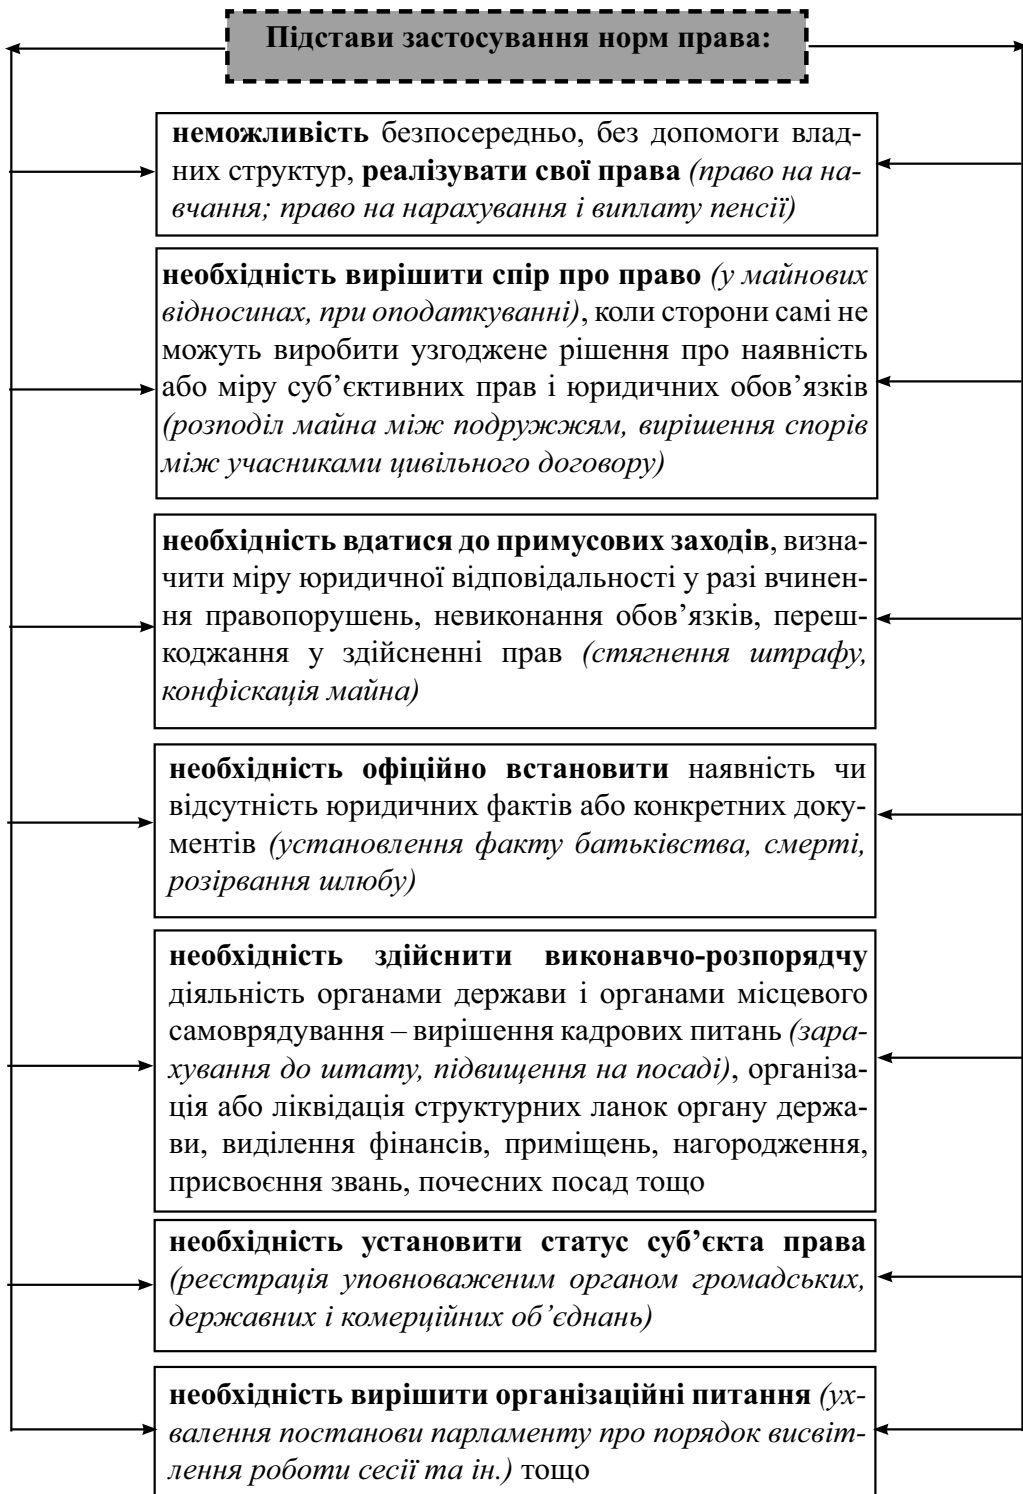 Підстави застосування норм права:
неможливість безпосередньо, без допомоги влад-
них структур, реалізувати свої права (право на на-
вчання; право на нарахування і виплату пенсії)
необхідність вирішити спір про право (у майнових
відносинах, при оподаткуванні), коли сторони самі не
можуть виробити узгоджене рішення про наявність
або міру суб’єктивних прав і юридичних обов’язків
(розподіл майна між подружжям, вирішення спорів
між учасниками цивільного договору)
необхідність вдатися до примусових заходів, визна-
чити міру юридичної відповідальності у разі вчинен-
ня правопорушень, невиконання обов’язків, переш-
коджання у здійсненні прав (стягнення штрафу,
конфіскація майна)
необхідність офіційно встановити наявність чи
відсутність юридичних фактів або конкретних доку-
ментів (установлення факту батьківства, смерті,
розірвання шлюбу)
необхідність здійснити виконавчо-розпорядчу
діяльність органами держави і органами місцевого
самоврядування – вирішення кадрових питань (зара-
хування до штату, підвищення на посаді), організа-
ція або ліквідація структурних ланок органу держа-
ви, виділення фінансів, приміщень, нагородження,
присвоєння звань, почесних посад тощо
необхідність установити статус суб’єкта права
(реєстрація уповноваженим органом громадських,
державних і комерційних об’єднань)
необхідність вирішити організаційні питання (ух-
валення постанови парламенту про порядок висвіт-
лення роботи сесії та ін.) тощо